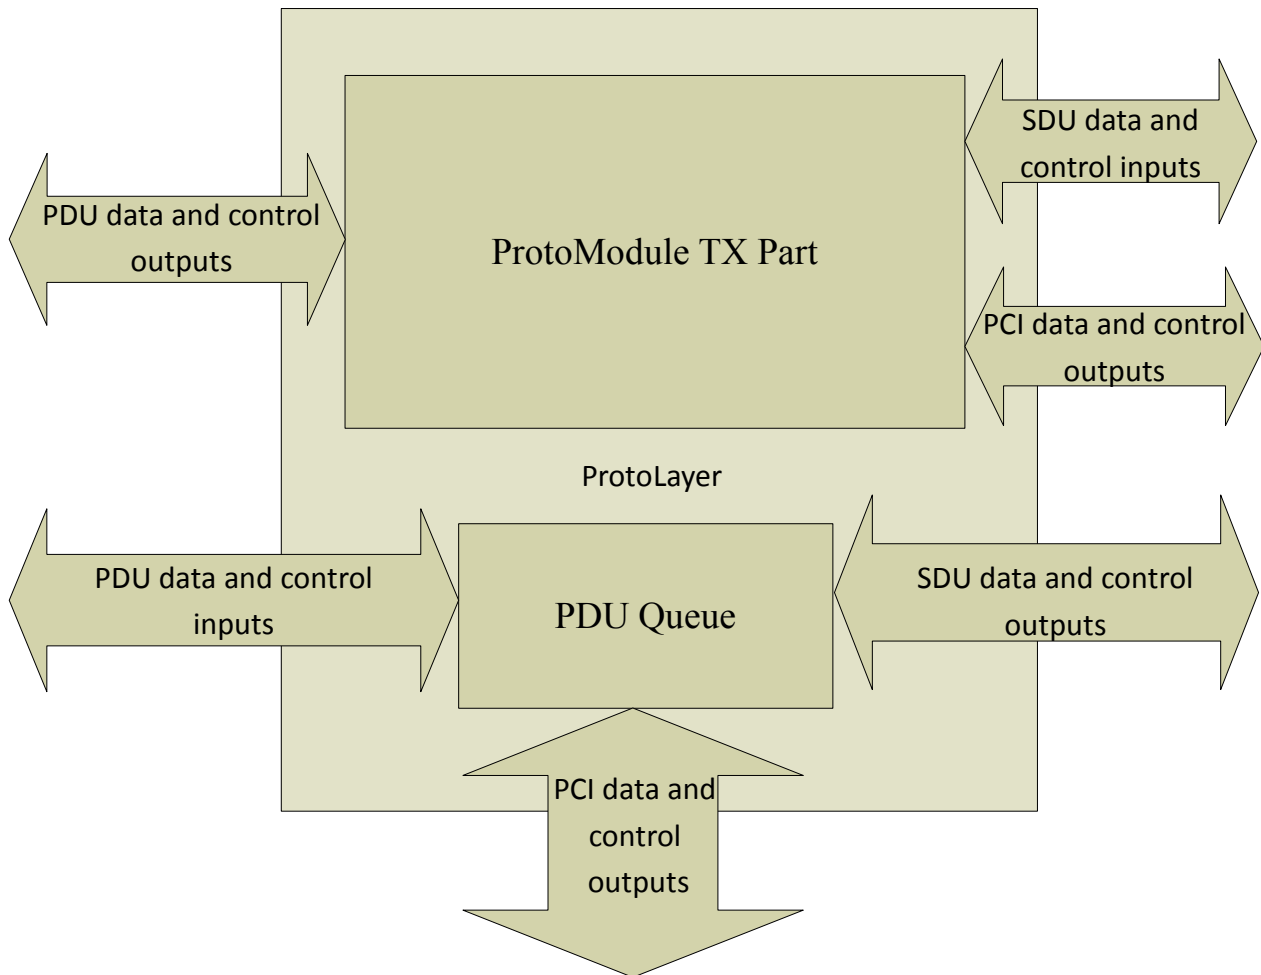 SDU data and
control inputs
PDU data and control
outputs
ProtoModule TX Part
PCI data and control
outputs
ProtoLayer
PDU data and control
inputs
PDU Queue
SDU data and control
outputs
PCI data and
control
outputs